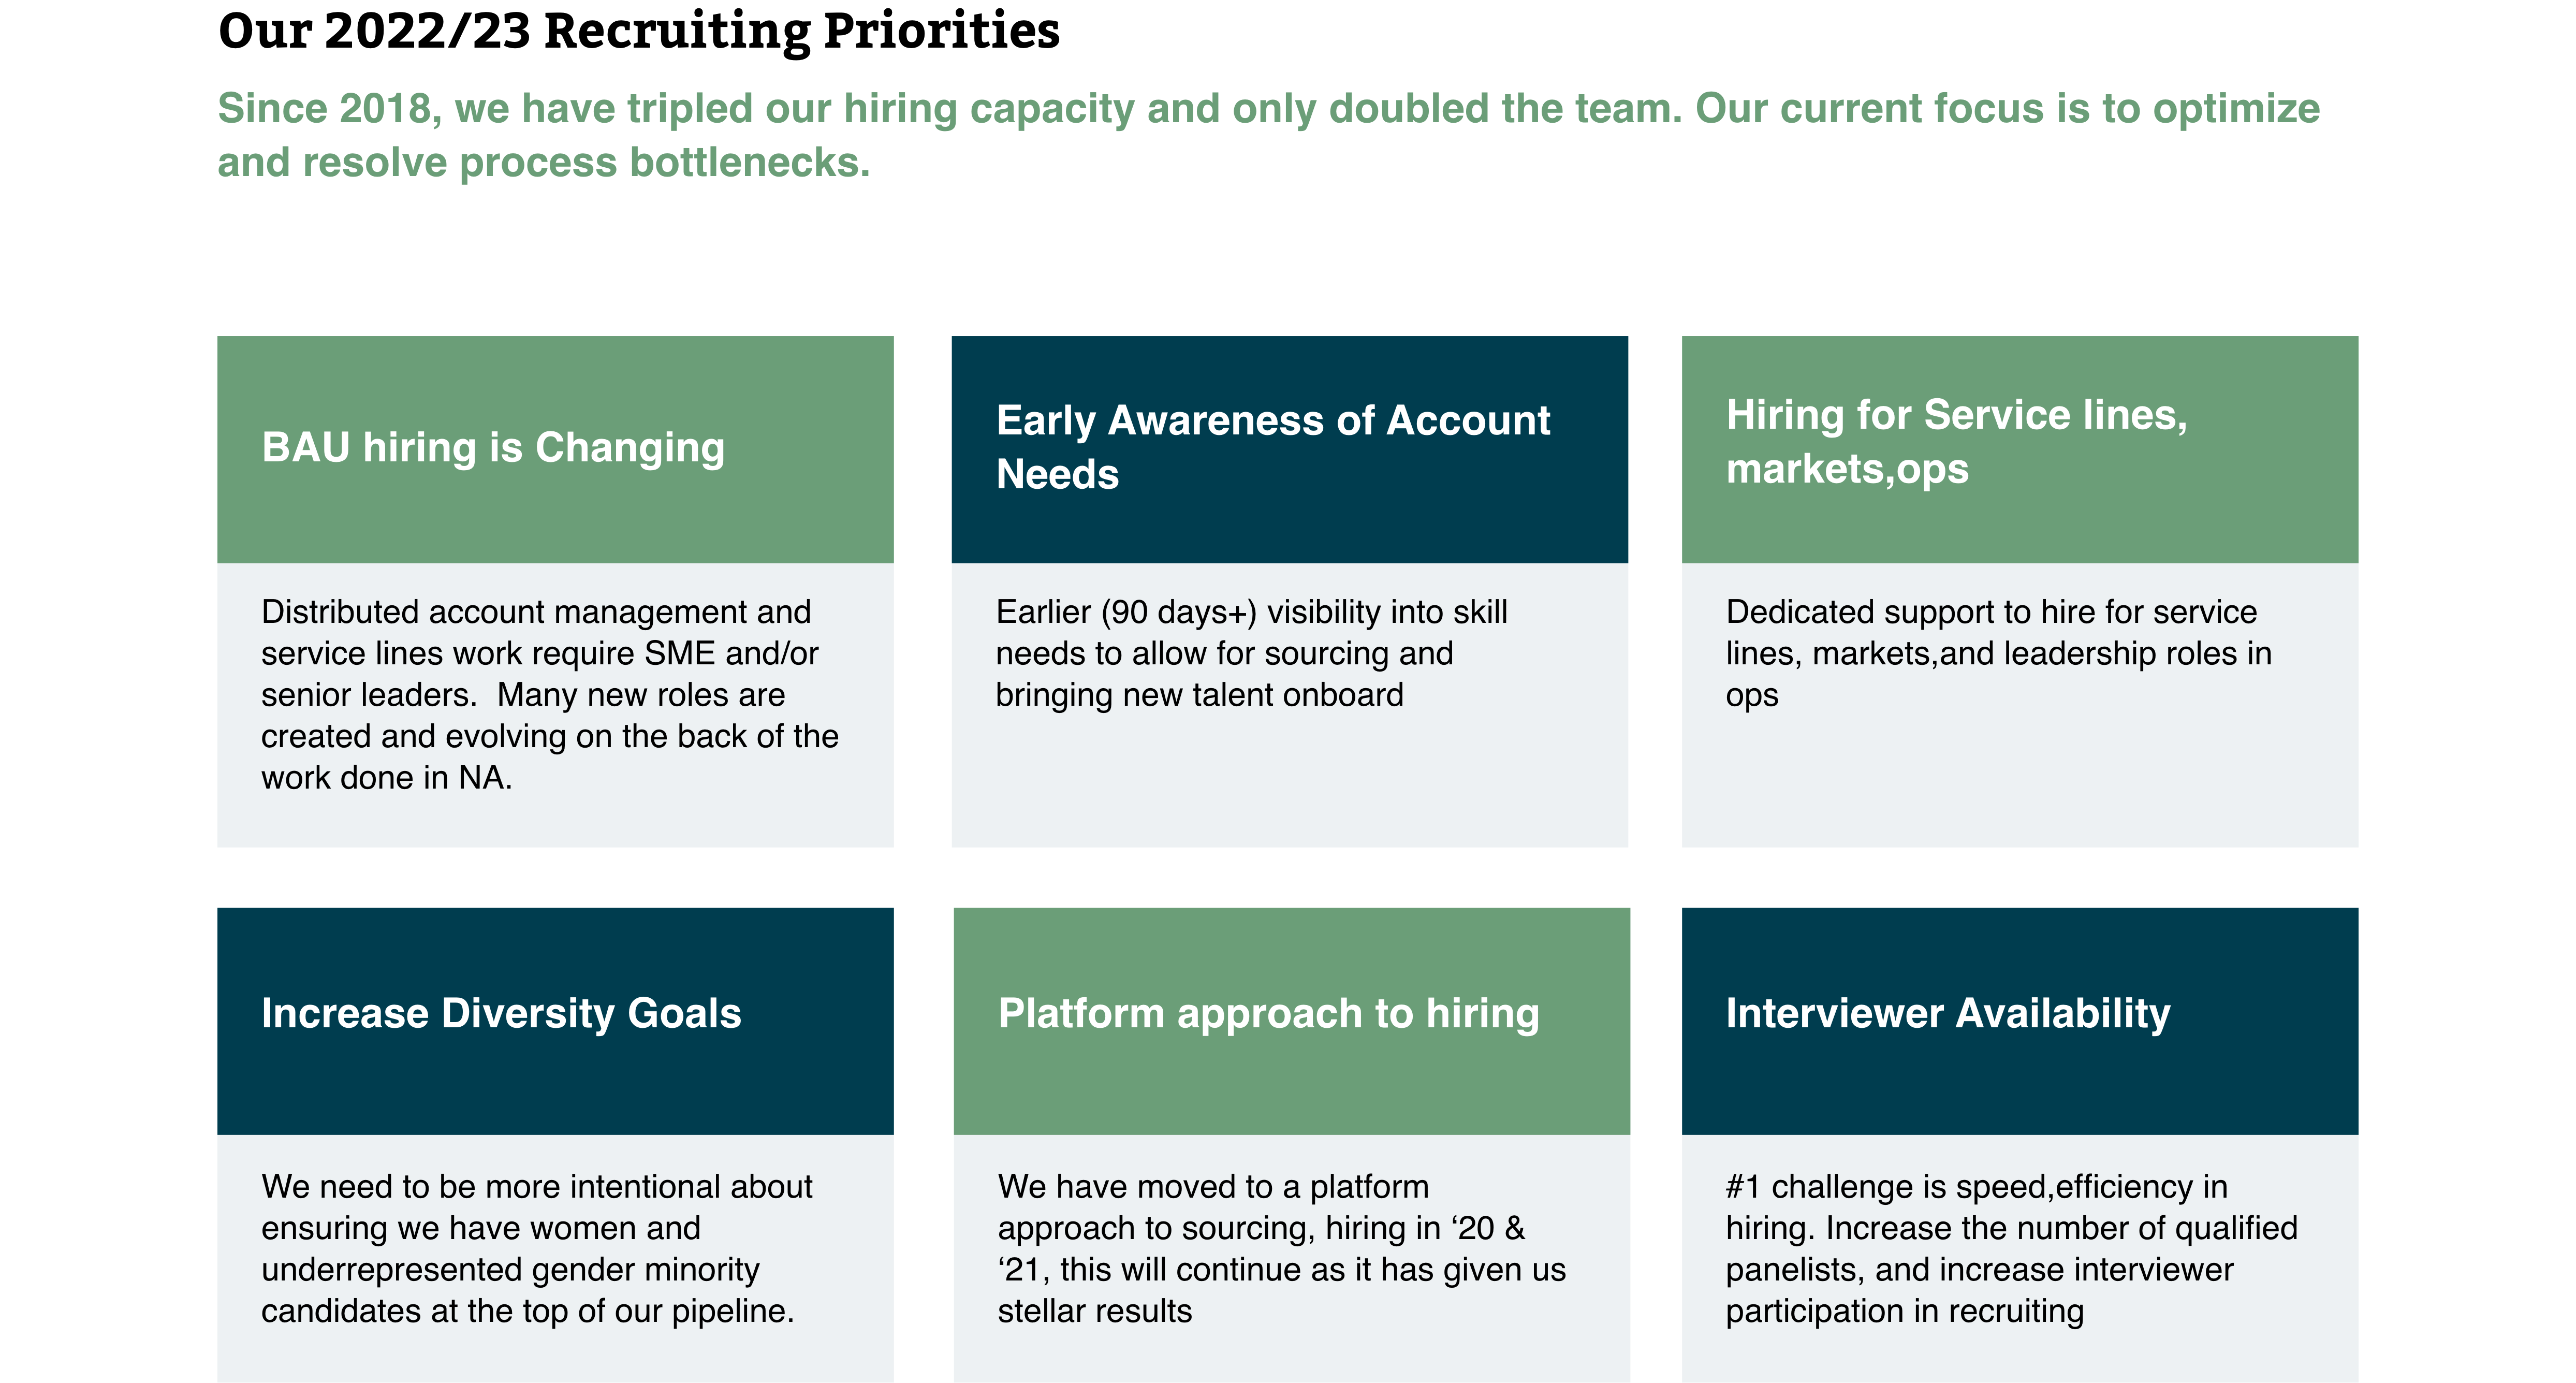 Our 2022/23 Recruiting Priorities
Since 2018, we have tripled our hiring capacity and only doubled the team. Our current focus is to optimize
and resolve process bottlenecks.
BAU hiring is Changing
Distributed account management and
service lines work require SME and/or
senior leaders.  Many new roles are
created and evolving on the back of the
work done in NA.
Early Awareness of Account
Needs
Earlier (90 days+) visibility into skill
needs to allow for sourcing and
bringing new talent onboard
Hiring for Service lines,
markets,ops
Dedicated support to hire for service
lines, markets,and leadership roles in
ops
Increase Diversity Goals
We need to be more intentional about
ensuring we have women and
underrepresented gender minority
candidates at the top of our pipeline.
Platform approach to hiring
We have moved to a platform
approach to sourcing, hiring in ‘20 &
‘21, this will continue as it has given us
stellar results
Interviewer Availability
#1 challenge is speed,efficiency in
hiring. Increase the number of qualified
panelists, and increase interviewer
participation in recruiting